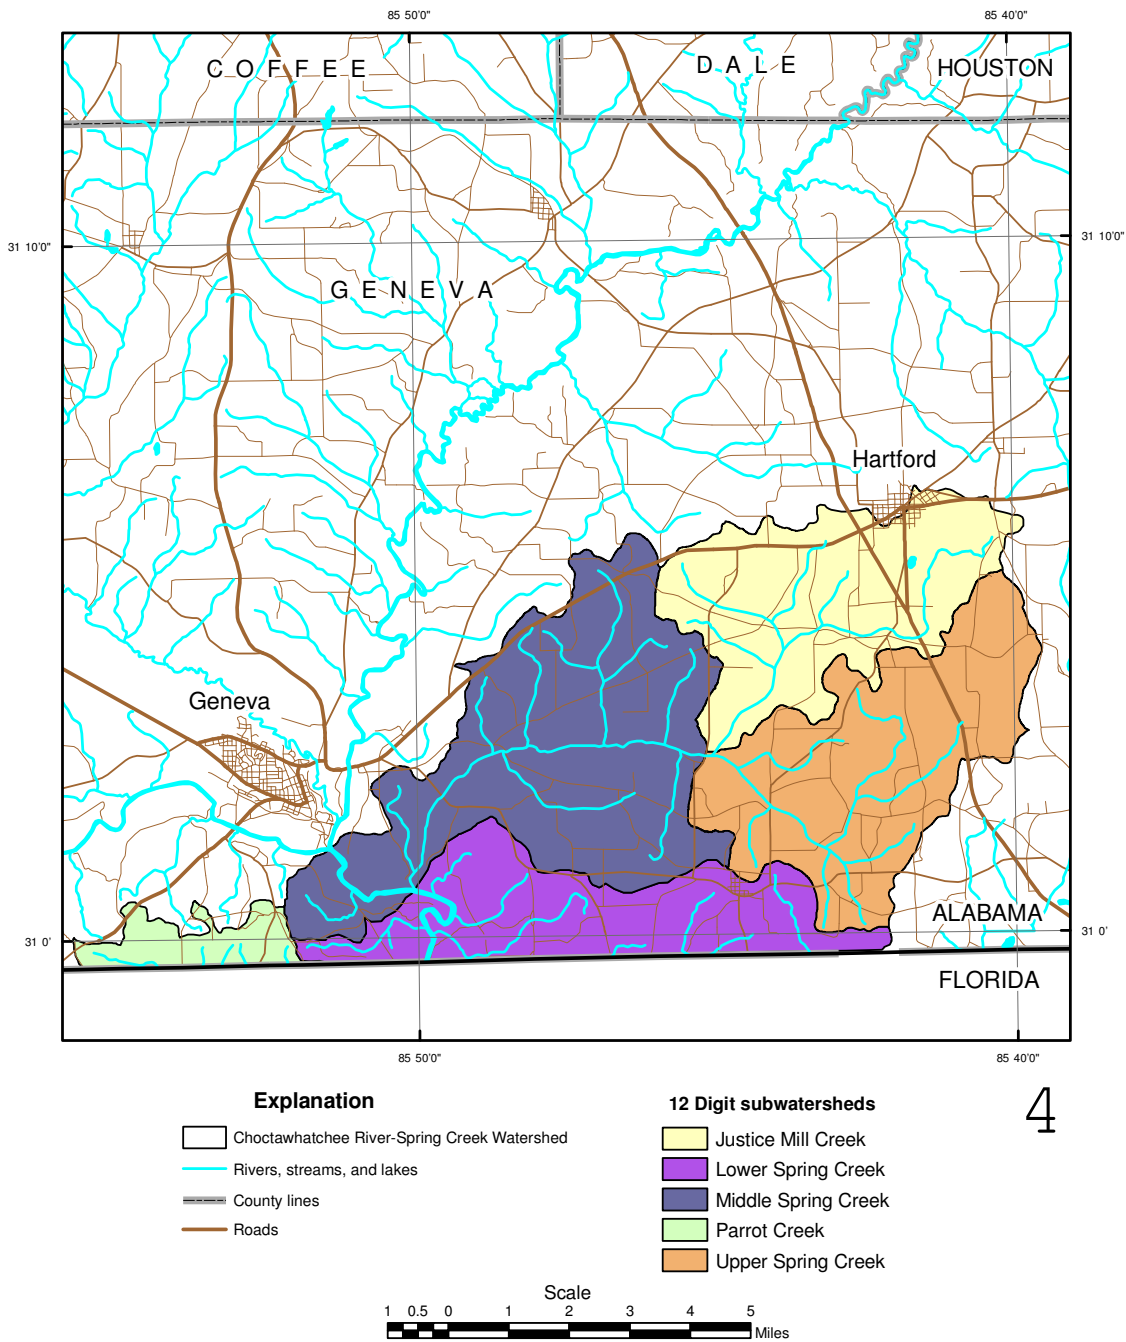 85 50'0"
85 40'0"
COFFEE
DALE
HOUSTON
31 10'0"
31 10'0"
GENEVA
Hartford
Geneva
ALABAMA
31 0'
31 0'
FLORIDA
85 50'0"
85 40'0"
Explanation
Choctawhatchee River-Spring Creek Watershed
Rivers, streams, and lakes
County lines
Roads
12 Digit subwatersheds
Justice Mill Creek
Lower Spring Creek
Middle Spring Creek
Parrot Creek
Upper Spring Creek
4
Scale
1 0.5 0 1 2 3 4 5
Miles